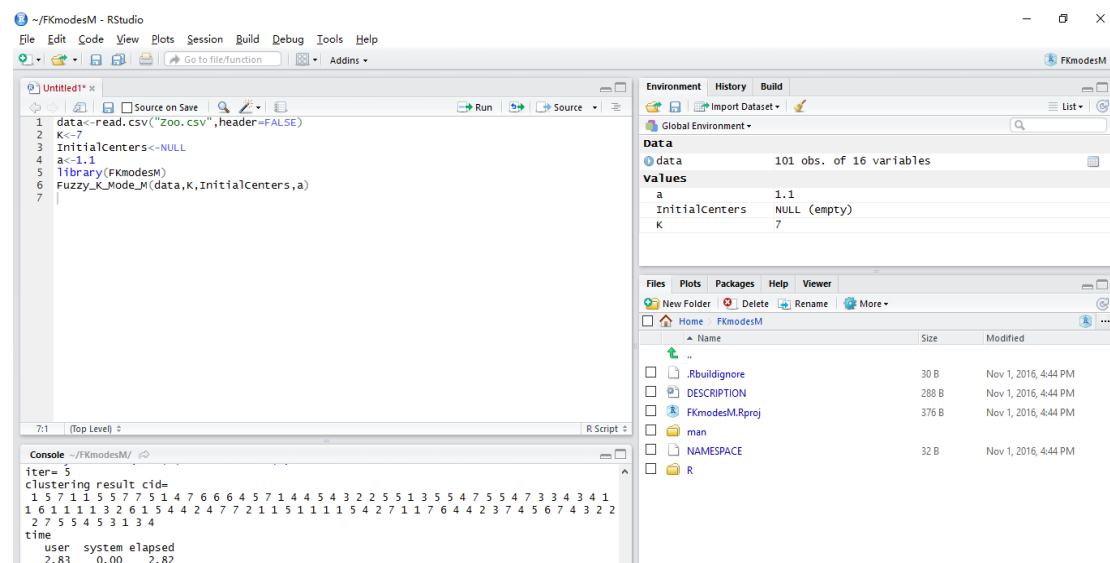 ~/FKmodesM - RStudio
File Edit Code View Plots Session Build Debug Tools Help
Go to file/function Addins FKmodesM
Untitled1*
Source on Save Run Source
1 data<-read.csv("Zoo.csv",header=FALSE)
2 K<-7
3 InitialCenters<-NULL
4 a<-1.1
5 library(FKmodesM)
6 Fuzzy_K_Mode_M(data,K,InitialCenters,a)
7
7:1 (Top Level) R Script
Console ~/FKmodesM/
iter= 5
clustering result cid=
1 5 7 1 1 5 5 7 7 5 1 4 7 6 6 6 4 5 7 1 4 4 5 4 3 2 2 5 5 1 3 5 5 4 7 5 5 4 7 3 3 4 3 4 1
1 6 1 1 1 1 3 2 6 1 5 4 4 2 4 7 7 2 1 1 5 1 1 1 1 5 4 2 7 1 1 7 6 4 4 2 3 7 4 5 6 7 4 3 2 2
2 7 5 5 4 5 3 1 3 4
time
user system elapsed
2.83 0.00 2.82
Environment History Build
Import Dataset List
Global Environment
Data
data 101 obs. of 16 variables
Values
a 1.1
InitialCenters NULL (empty)
K 7
Files Plots Packages Help Viewer
New Folder Delete Rename More
Home FKmodesM
Name Size Modified
..
.Rbuildignore 30 B Nov 1, 2016, 4:44 PM
DESCRIPTION 288 B Nov 1, 2016, 4:44 PM
FKmodesM.Rproj 376 B Nov 1, 2016, 4:44 PM
man
NAMESPACE 32 B Nov 1, 2016, 4:44 PM
R